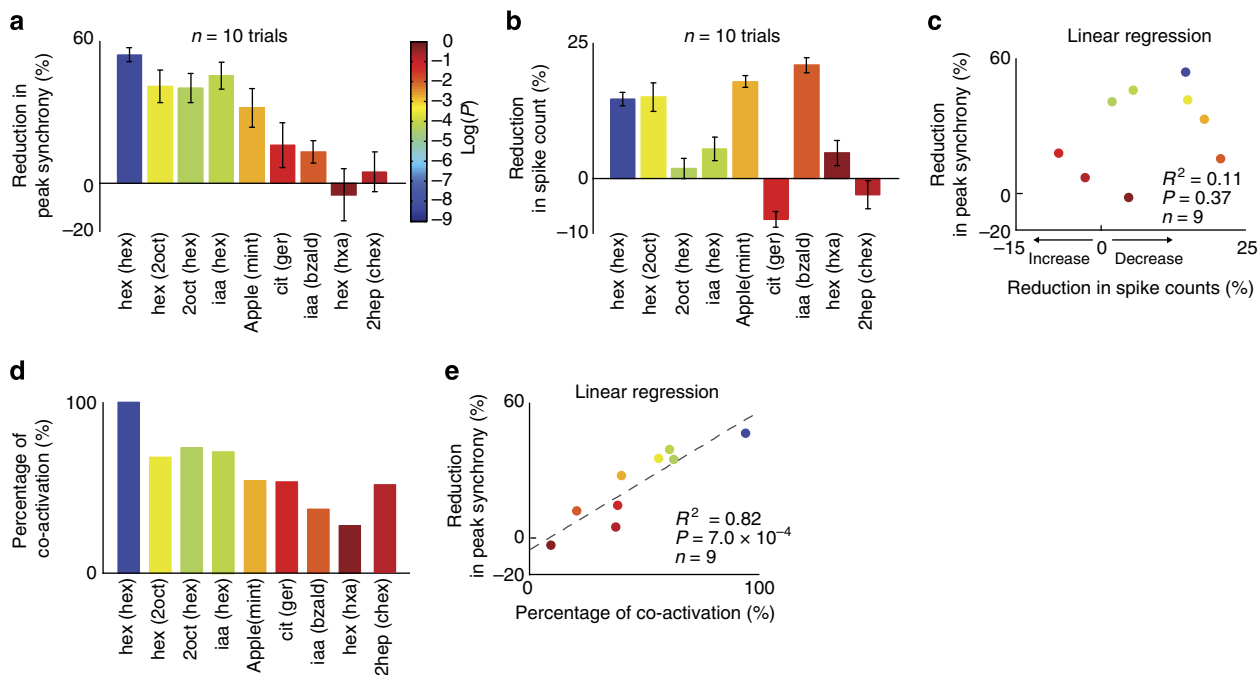 a
n = 10 trials
60
0
−20
Reduction in
peak synchrony (%)
hex (hex)
hex (2oct)
2oct (hex)
iaa (hex)
Apple (mint)
cit (ger)
iaa (bzald)
hex (hxa)
2hep (chex)
0
−1
−2
−3
−4
−5
−6
−7
−8
−9
Log(P)
b
n = 10 trials
25
0
−10
Reduction
in spike count (%)
hex (hex)
hex (2oct)
2oct (hex)
iaa (hex)
Apple(mint)
cit (ger)
iaa (bzald)
hex (hxa)
2hep (chex)
c
Linear regression
60
0
−20
Reduction
in peak synchrony (%)
R² = 0.11
P = 0.37
n = 9
−15
0
25
Increase
Decrease
Reduction in spike counts (%)
d
100
0
Percentage of
co-activation (%)
hex (hex)
hex (2oct)
2oct (hex)
iaa (hex)
Apple(mint)
cit (ger)
iaa (bzald)
hex (hxa)
2hep (chex)
e
Linear regression
60
0
−20
Reduction
in peak synchrony (%)
R² = 0.82
P = 7.0 × 10⁻⁴
n = 9
0
100
Percentage of co-activation (%)